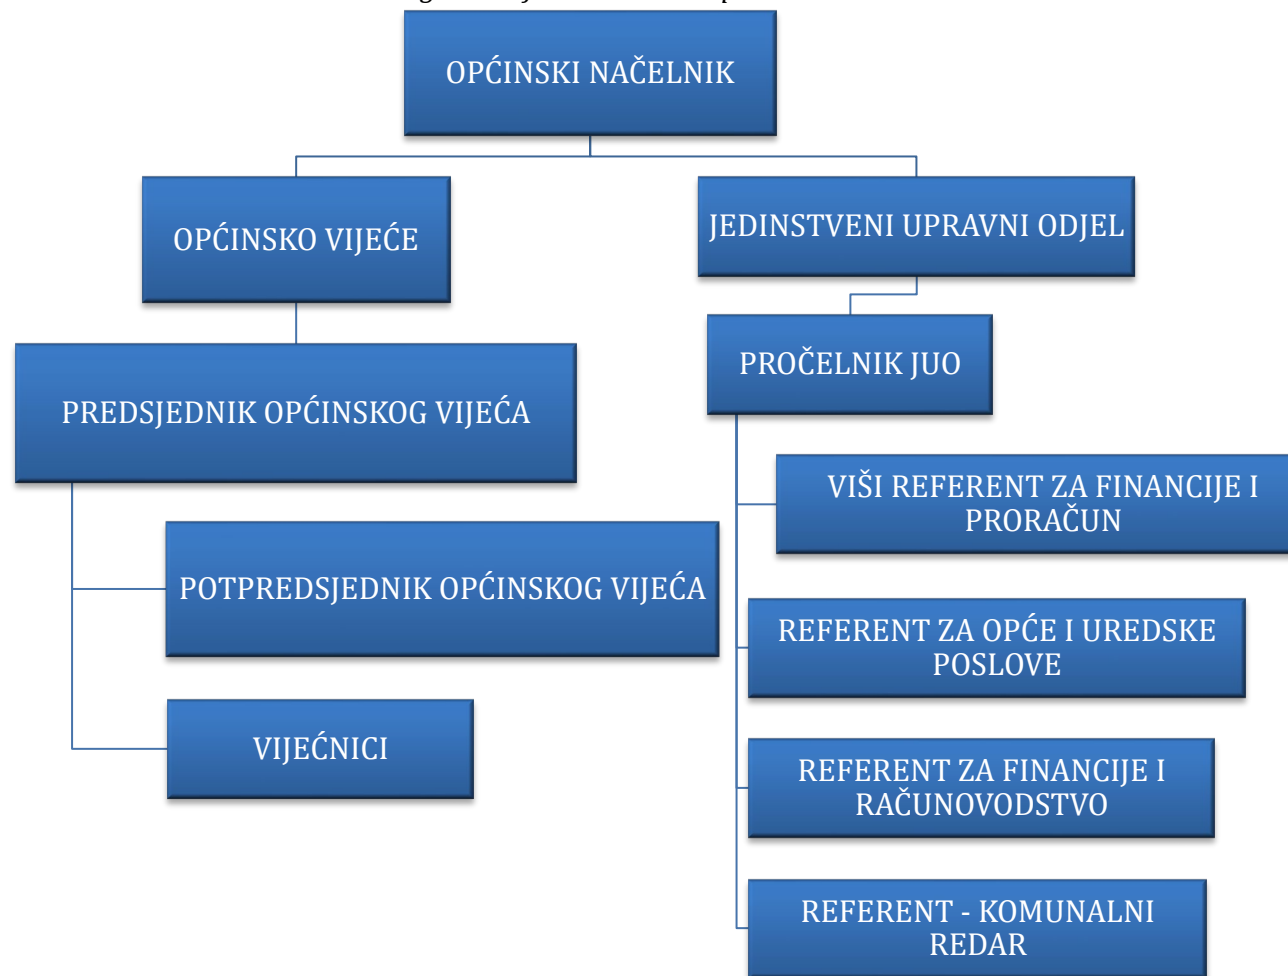 OPĆINSKI NAČELNIK
OPĆINSKO VIJEĆE
JEDINSTVENI UPRAVNI ODJEL
PREDSJEDNIK OPĆINSKOG VIJEĆA
PROČELNIK JUO
POTPREDSJEDNIK OPĆINSKOG VIJEĆA
VIJEĆNICI
VIŠI REFERENT ZA FINANCIJE I
PRORAČUN
REFERENT ZA OPĆE I UREDSKE
POSLOVE
REFERENT ZA FINANCIJE I
RAČUNOVODSTVO
REFERENT - KOMUNALNI
REDAR